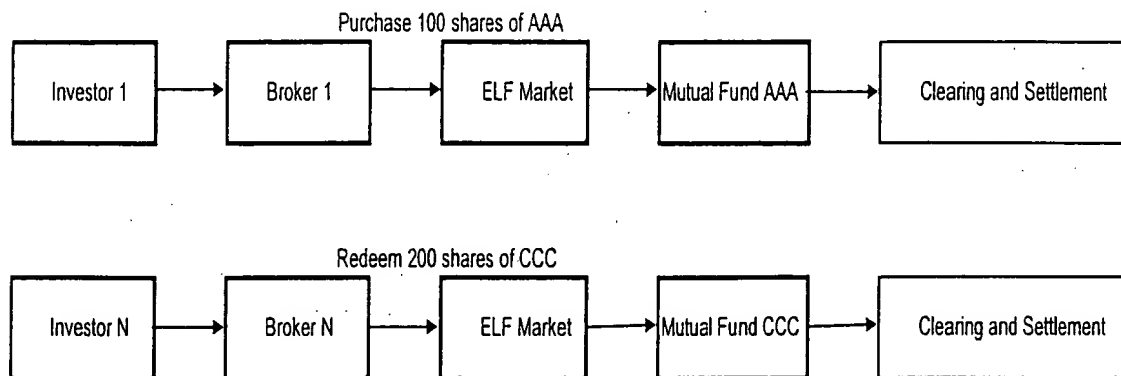 Purchase 100 shares of AAA
Investor 1 Broker 1 ELF Market Mutual Fund AAA Clearing and Settlement
Redeem 200 shares of CCC
Investor N Broker N ELF Market Mutual Fund CCC Clearing and Settlement